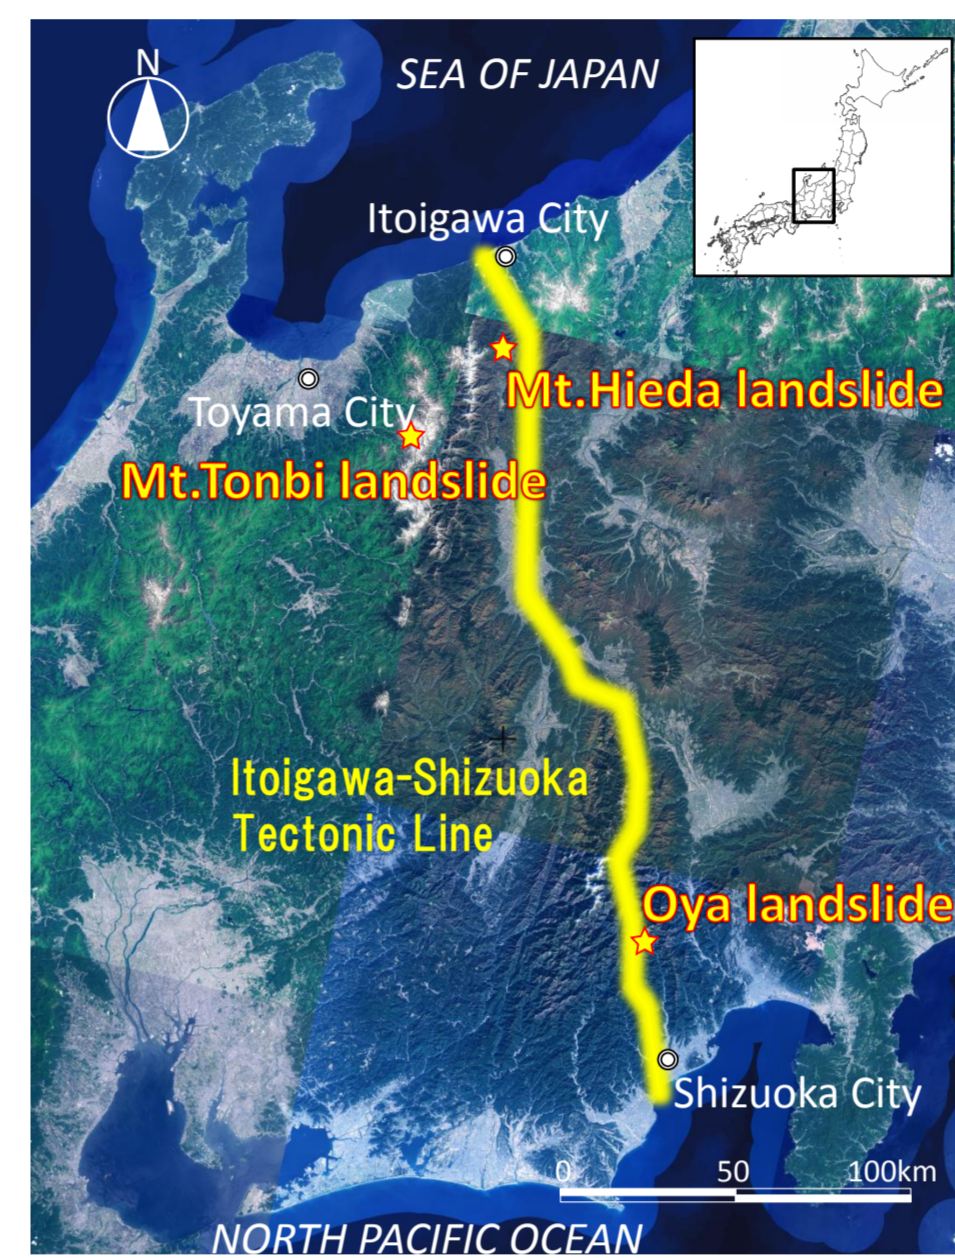 N
SEA OF JAPAN
Itoigawa City
Mt.Hieda landslide
Toyama City
Mt.Tonbi landslide
Itoigawa-Shizuoka
Tectonic Line
Oya landslide
Shizuoka City
0 50 100km
NORTH PACIFIC OCEAN